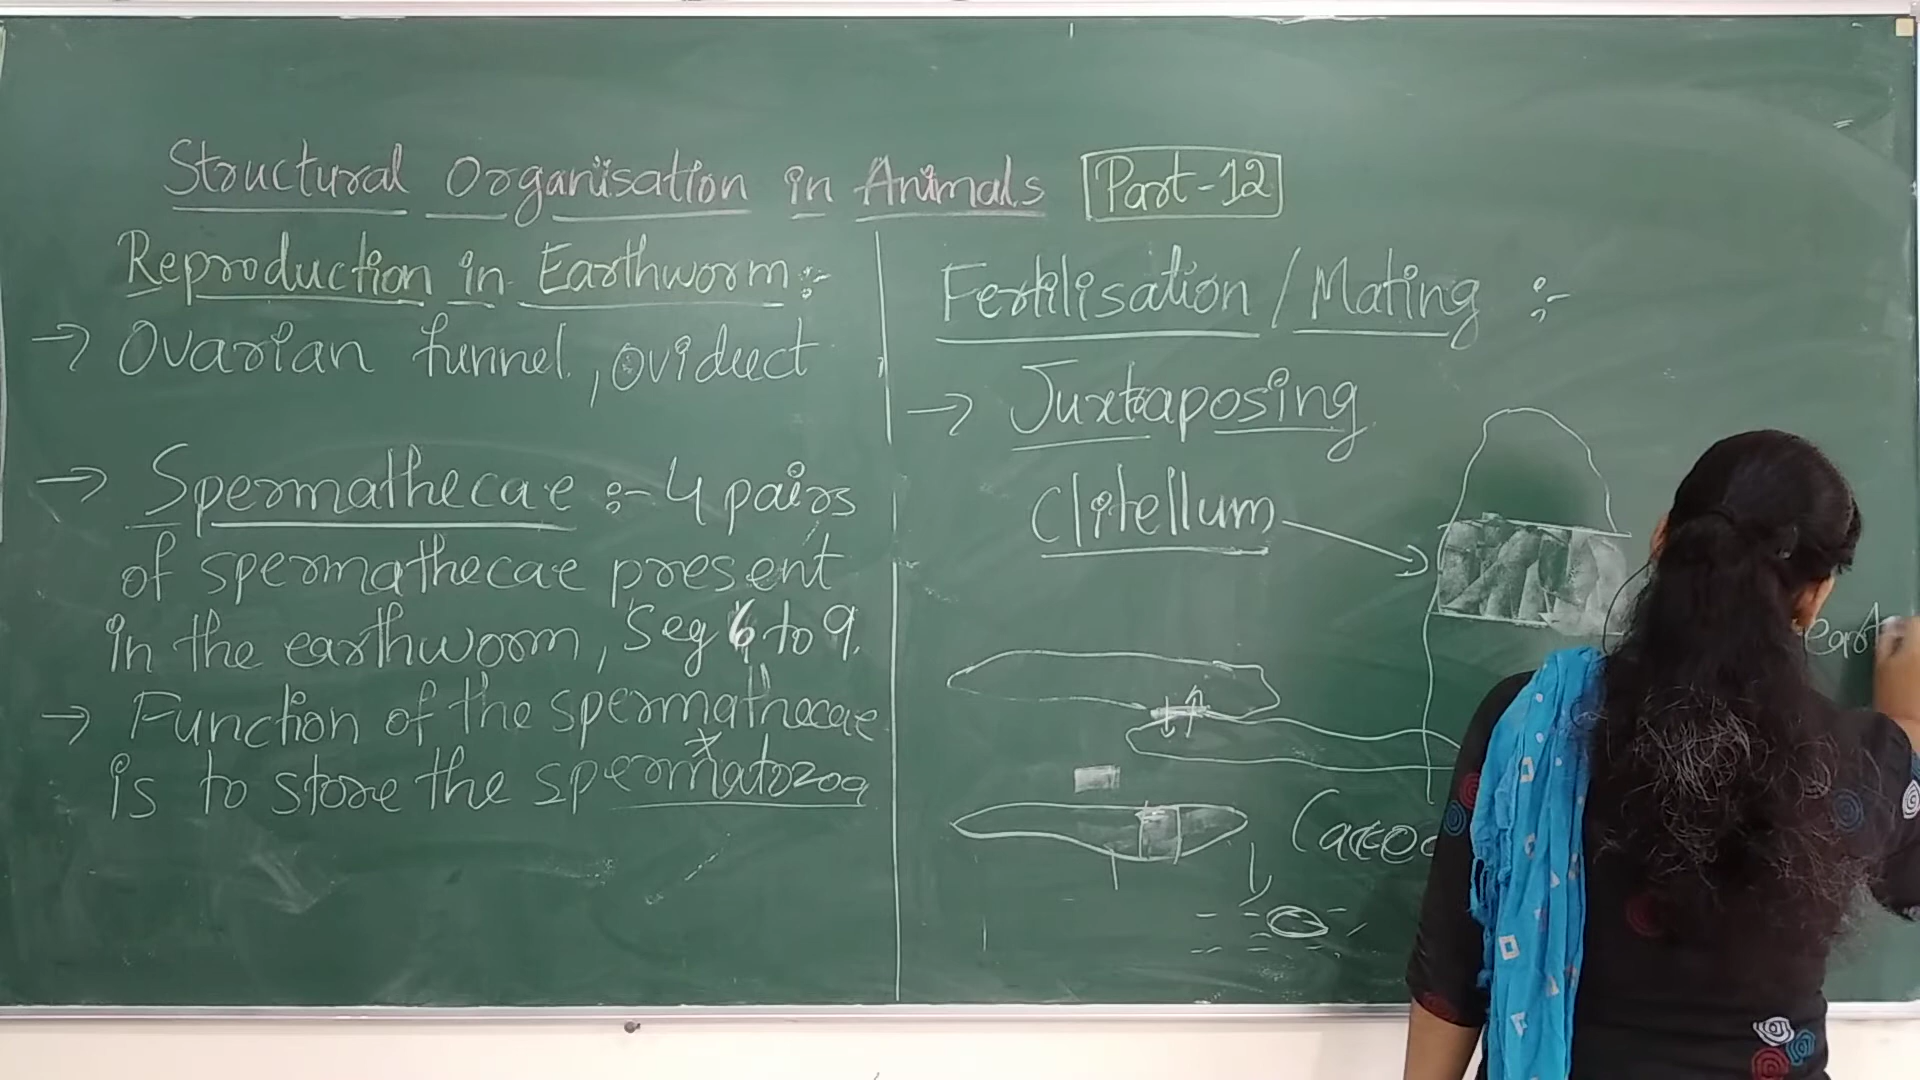 Structural Organisation in Animals Part-12
Reproduction in Earthworm:-
→ Ovarian funnel, oviduct
→ Spermathecae :- 4 pairs
of spermathecae present
in the earthworm, Seg 6 to 9.
→ Function of the spermathecae
is to store the spermatozoa
Fertilisation / Mating :-
→ Juxtaposing
Clitellum